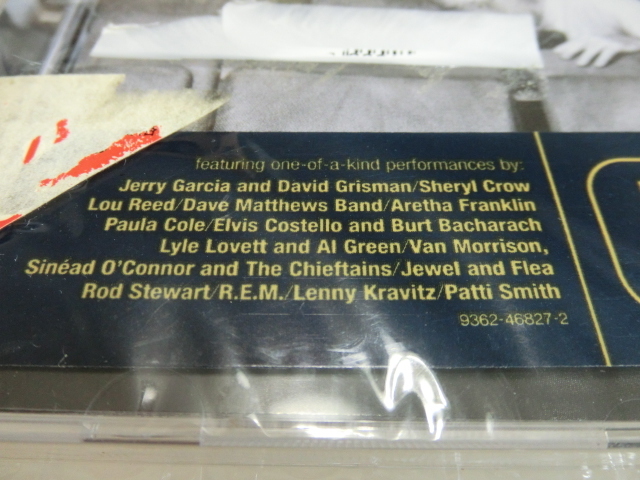 featuring one-of-a-kind performances by:
Jerry Garcia and David Grisman/Sheryl Crow
Lou Reed/Dave Matthews Band/Aretha Franklin
Paula Cole/Elvis Costello and Burt Bacharach
Lyle Lovett and Al Green/Van Morrison,
Sinéad O'Connor and The Chieftains/Jewel and Flea
Rod Stewart/R.E.M./Lenny Kravitz/Patti Smith
9362-46827-2